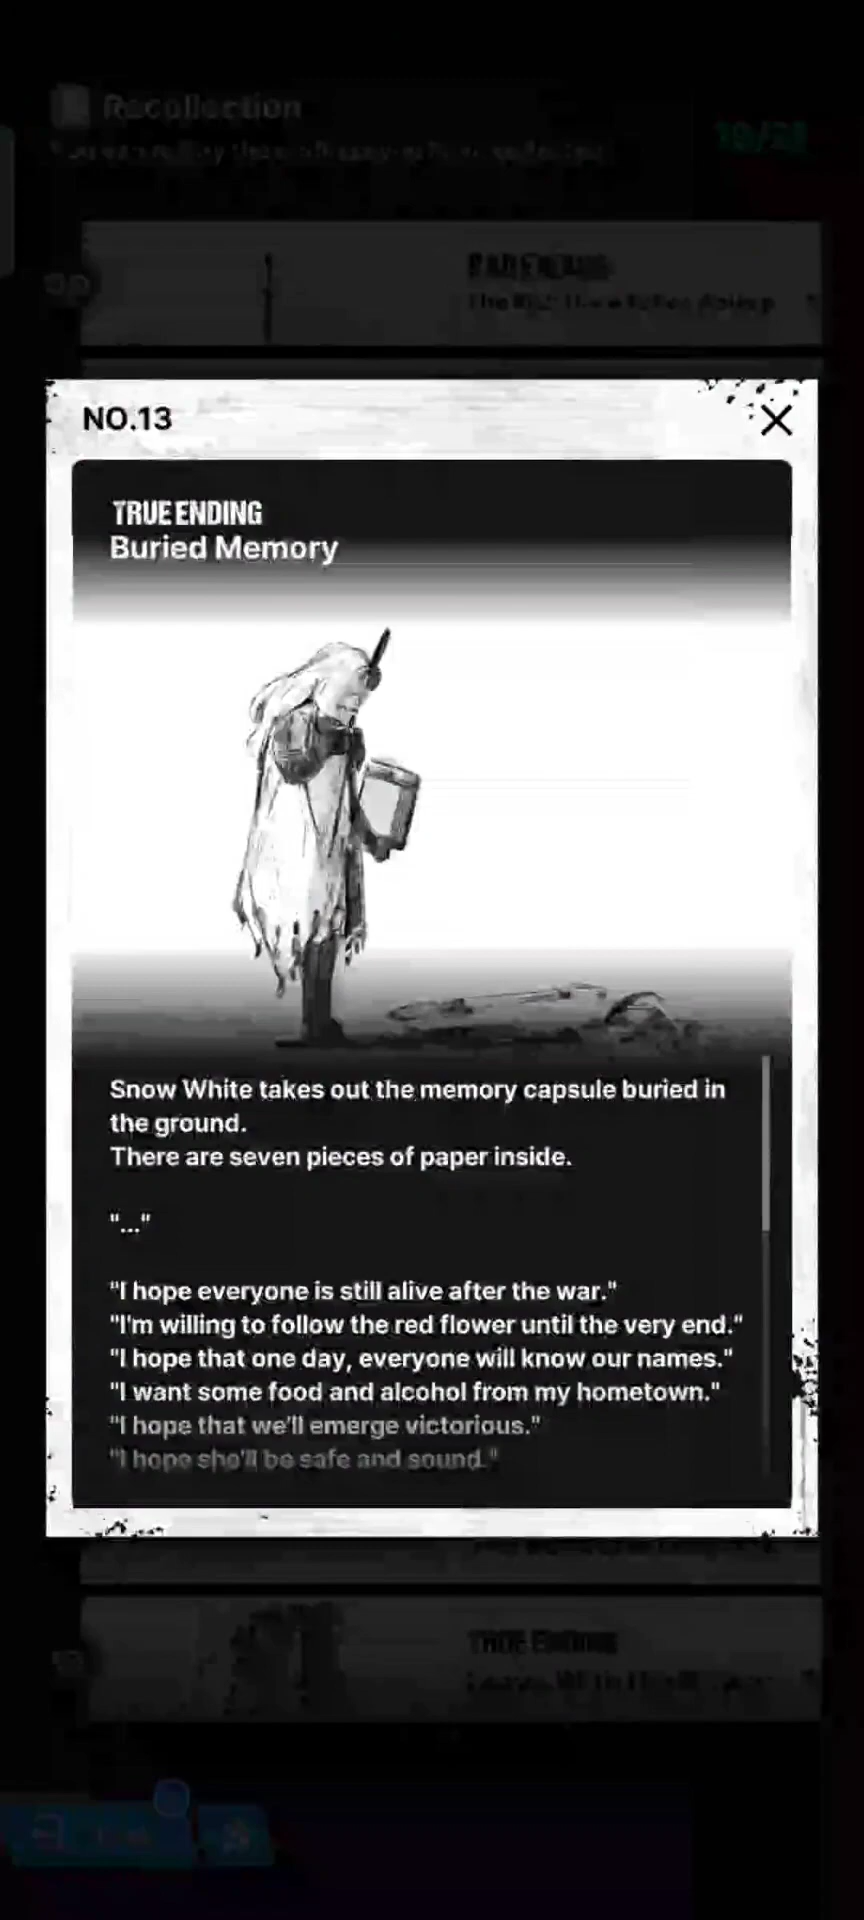 Recollection
NO.13
TRUE ENDING
Buried Memory
Snow White takes out the memory capsule buried in
the ground.
There are seven pieces of paper inside.
"..."
"I hope everyone is still alive after the war."
"I'm willing to follow the red flower until the very end."
"I hope that one day, everyone will know our names."
"I want some food and alcohol from my hometown."
"I hope that we'll emerge victorious."
"I hope she'll be safe and sound."
TRUE ENDING